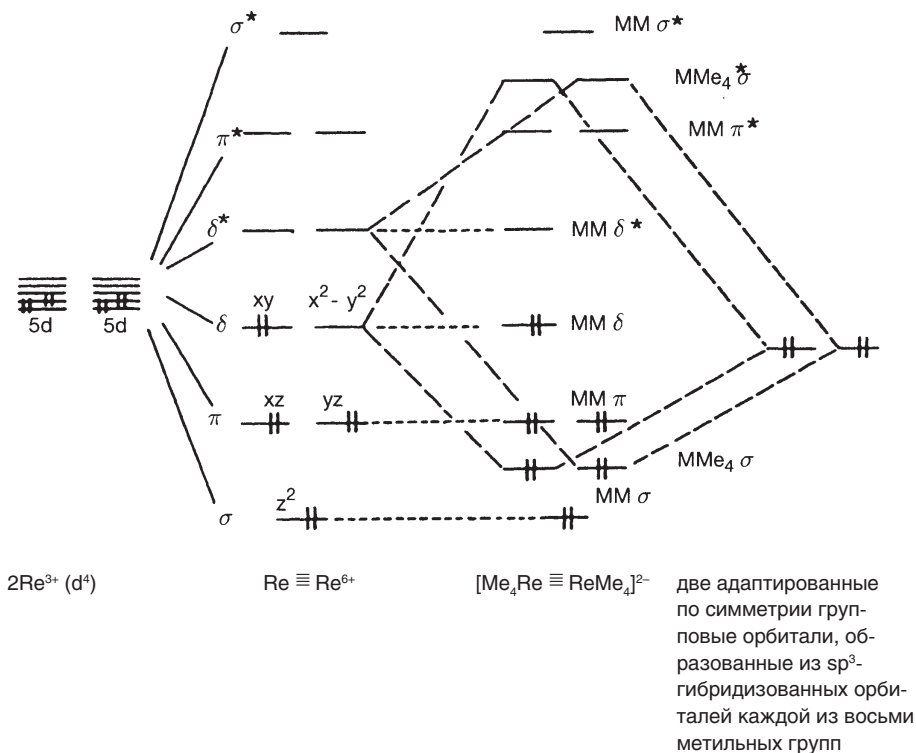 σ*
MM σ*
MMe₄ σ*
π*
MM π*
δ*
MM δ*
5d 5d
δ xy x² - y²
MM δ
π xz yz
MM π
MMe₄ σ
MM σ
σ z²
2Re³⁺ (d⁴)
Re ≣ Re⁶⁺
[Me₄Re ≣ ReMe₄]²⁻
две адаптированные
по симметрии груп-
повые орбитали, об-
разованные из sp³-
гибридизованных орби-
талей каждой из восьми
метильных групп